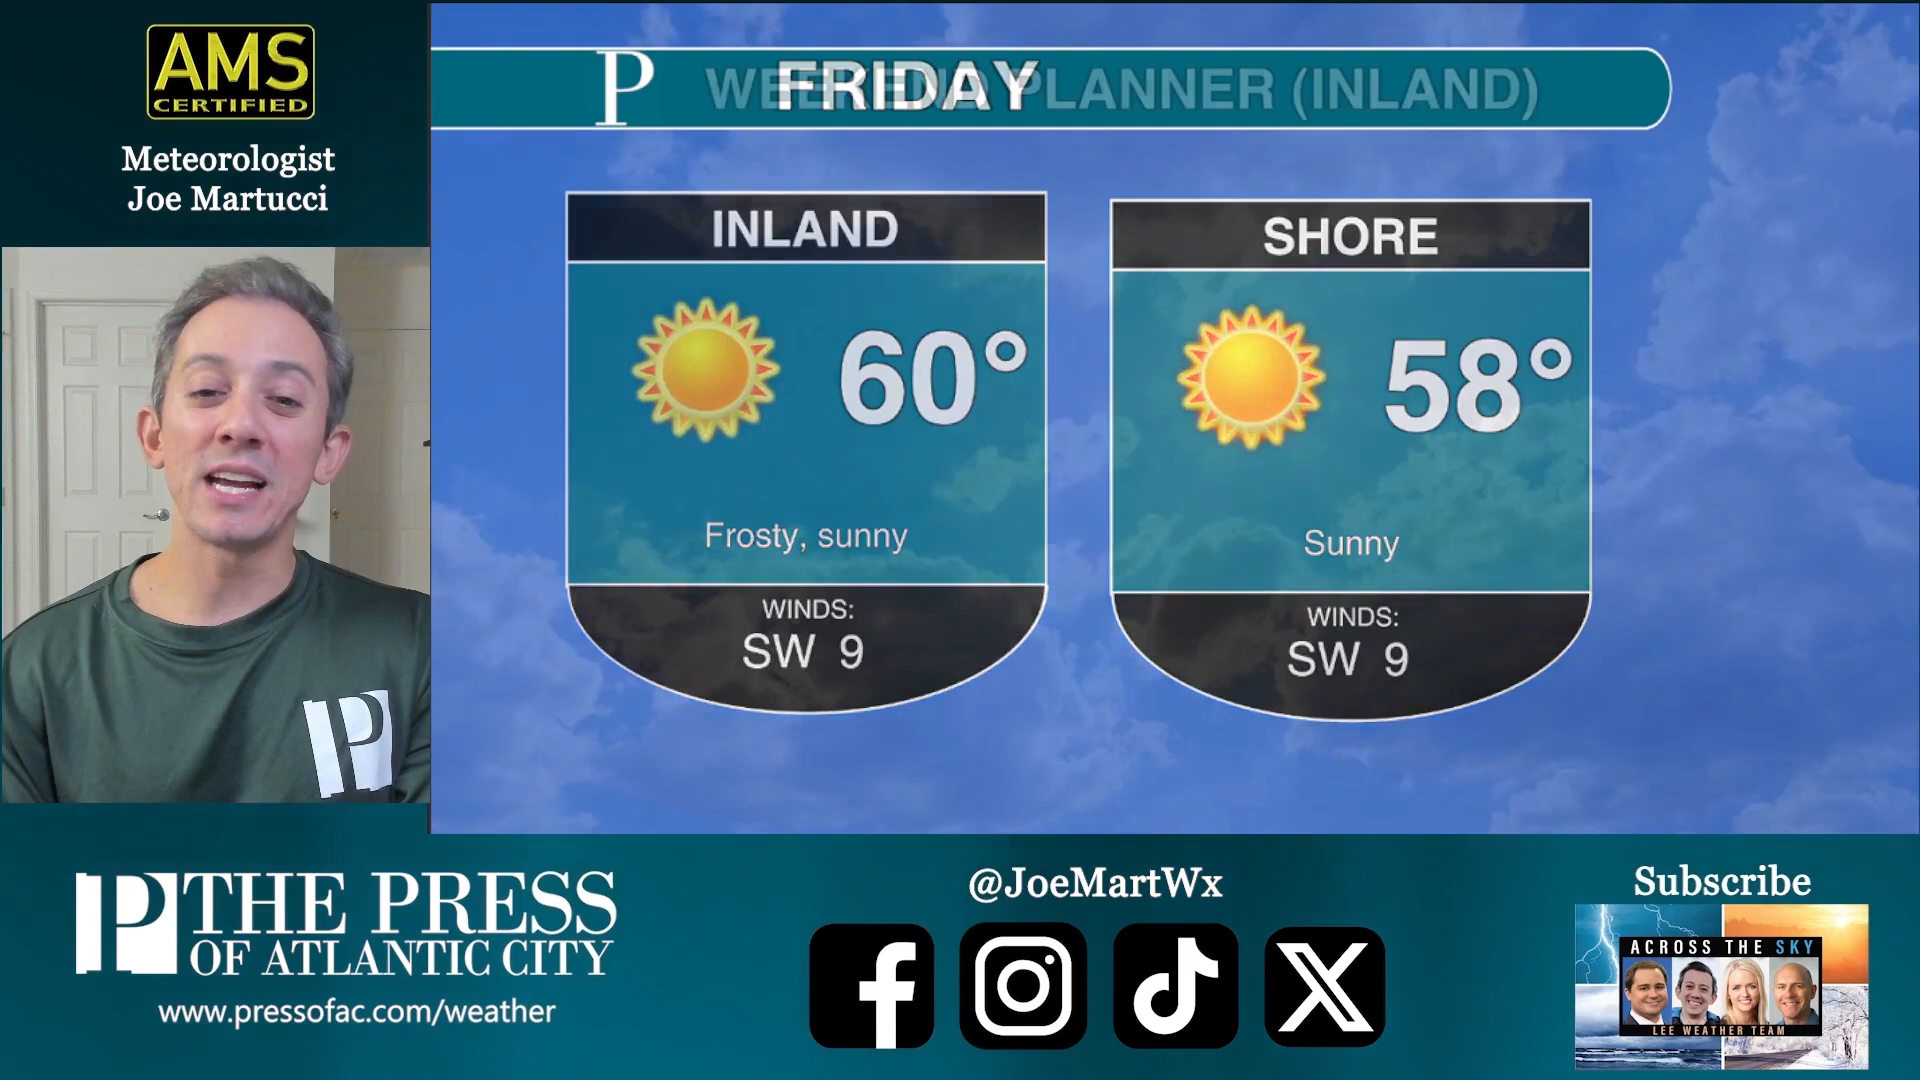 AMS
CERTIFIED
Meteorologist
Joe Martucci
P
FRIDAY
WEEKEND PLANNER (INLAND)
INLAND
60°
Frosty, sunny
WINDS:
SW 9
SHORE
58°
Sunny
WINDS:
SW 9
P
P THE PRESS
OF ATLANTIC CITY
www.pressofac.com/weather
@JoeMartWx
Subscribe
ACROSS THE SKY
LEE WEATHER TEAM